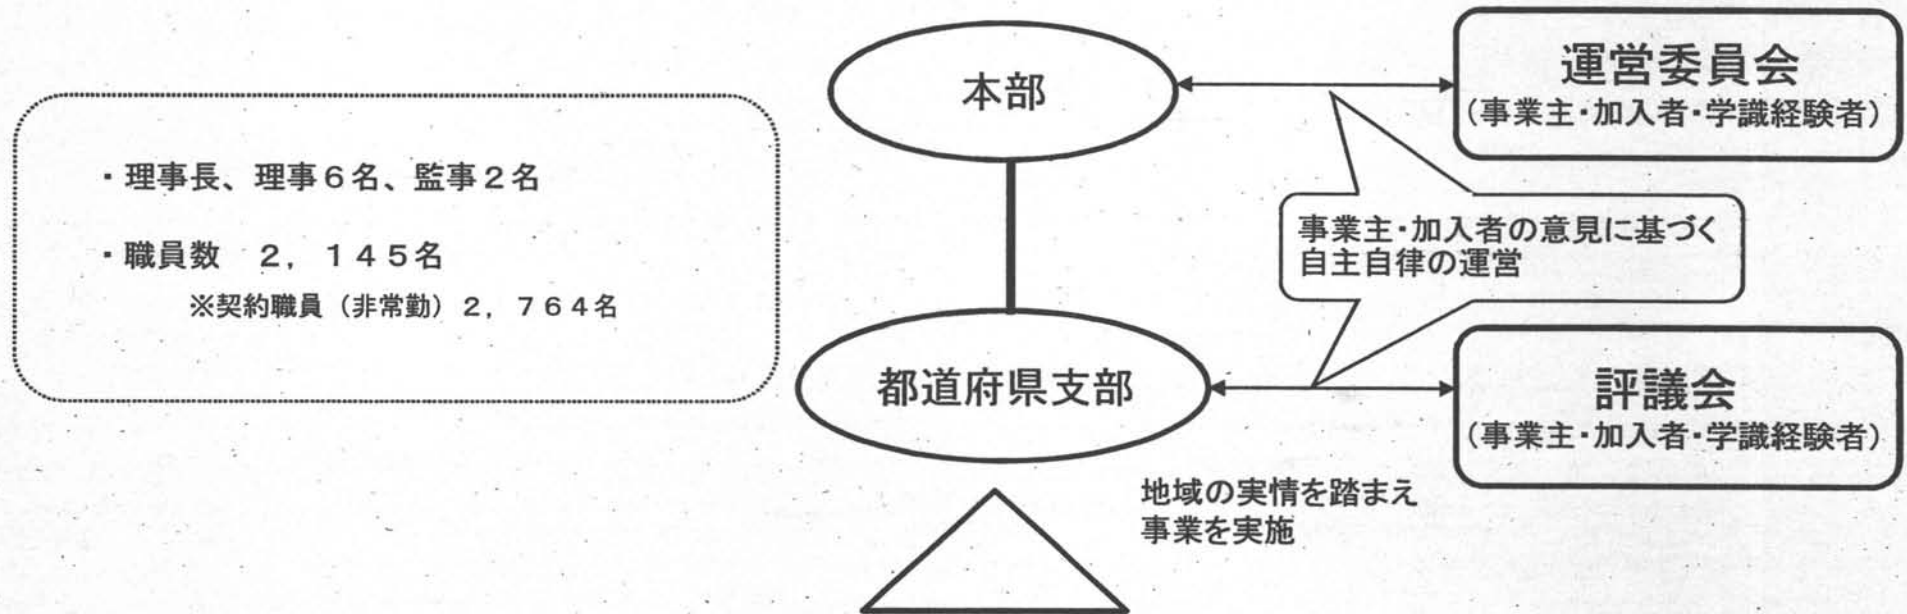 ・理事長、理事６名、監事２名
・職員数　２，１４５名
※契約職員（非常勤）２，７６４名
本部
運営委員会
（事業主・加入者・学識経験者）
事業主・加入者の意見に基づく
自主自律の運営
都道府県支部
評議会
（事業主・加入者・学識経験者）
地域の実情を踏まえ
事業を実施